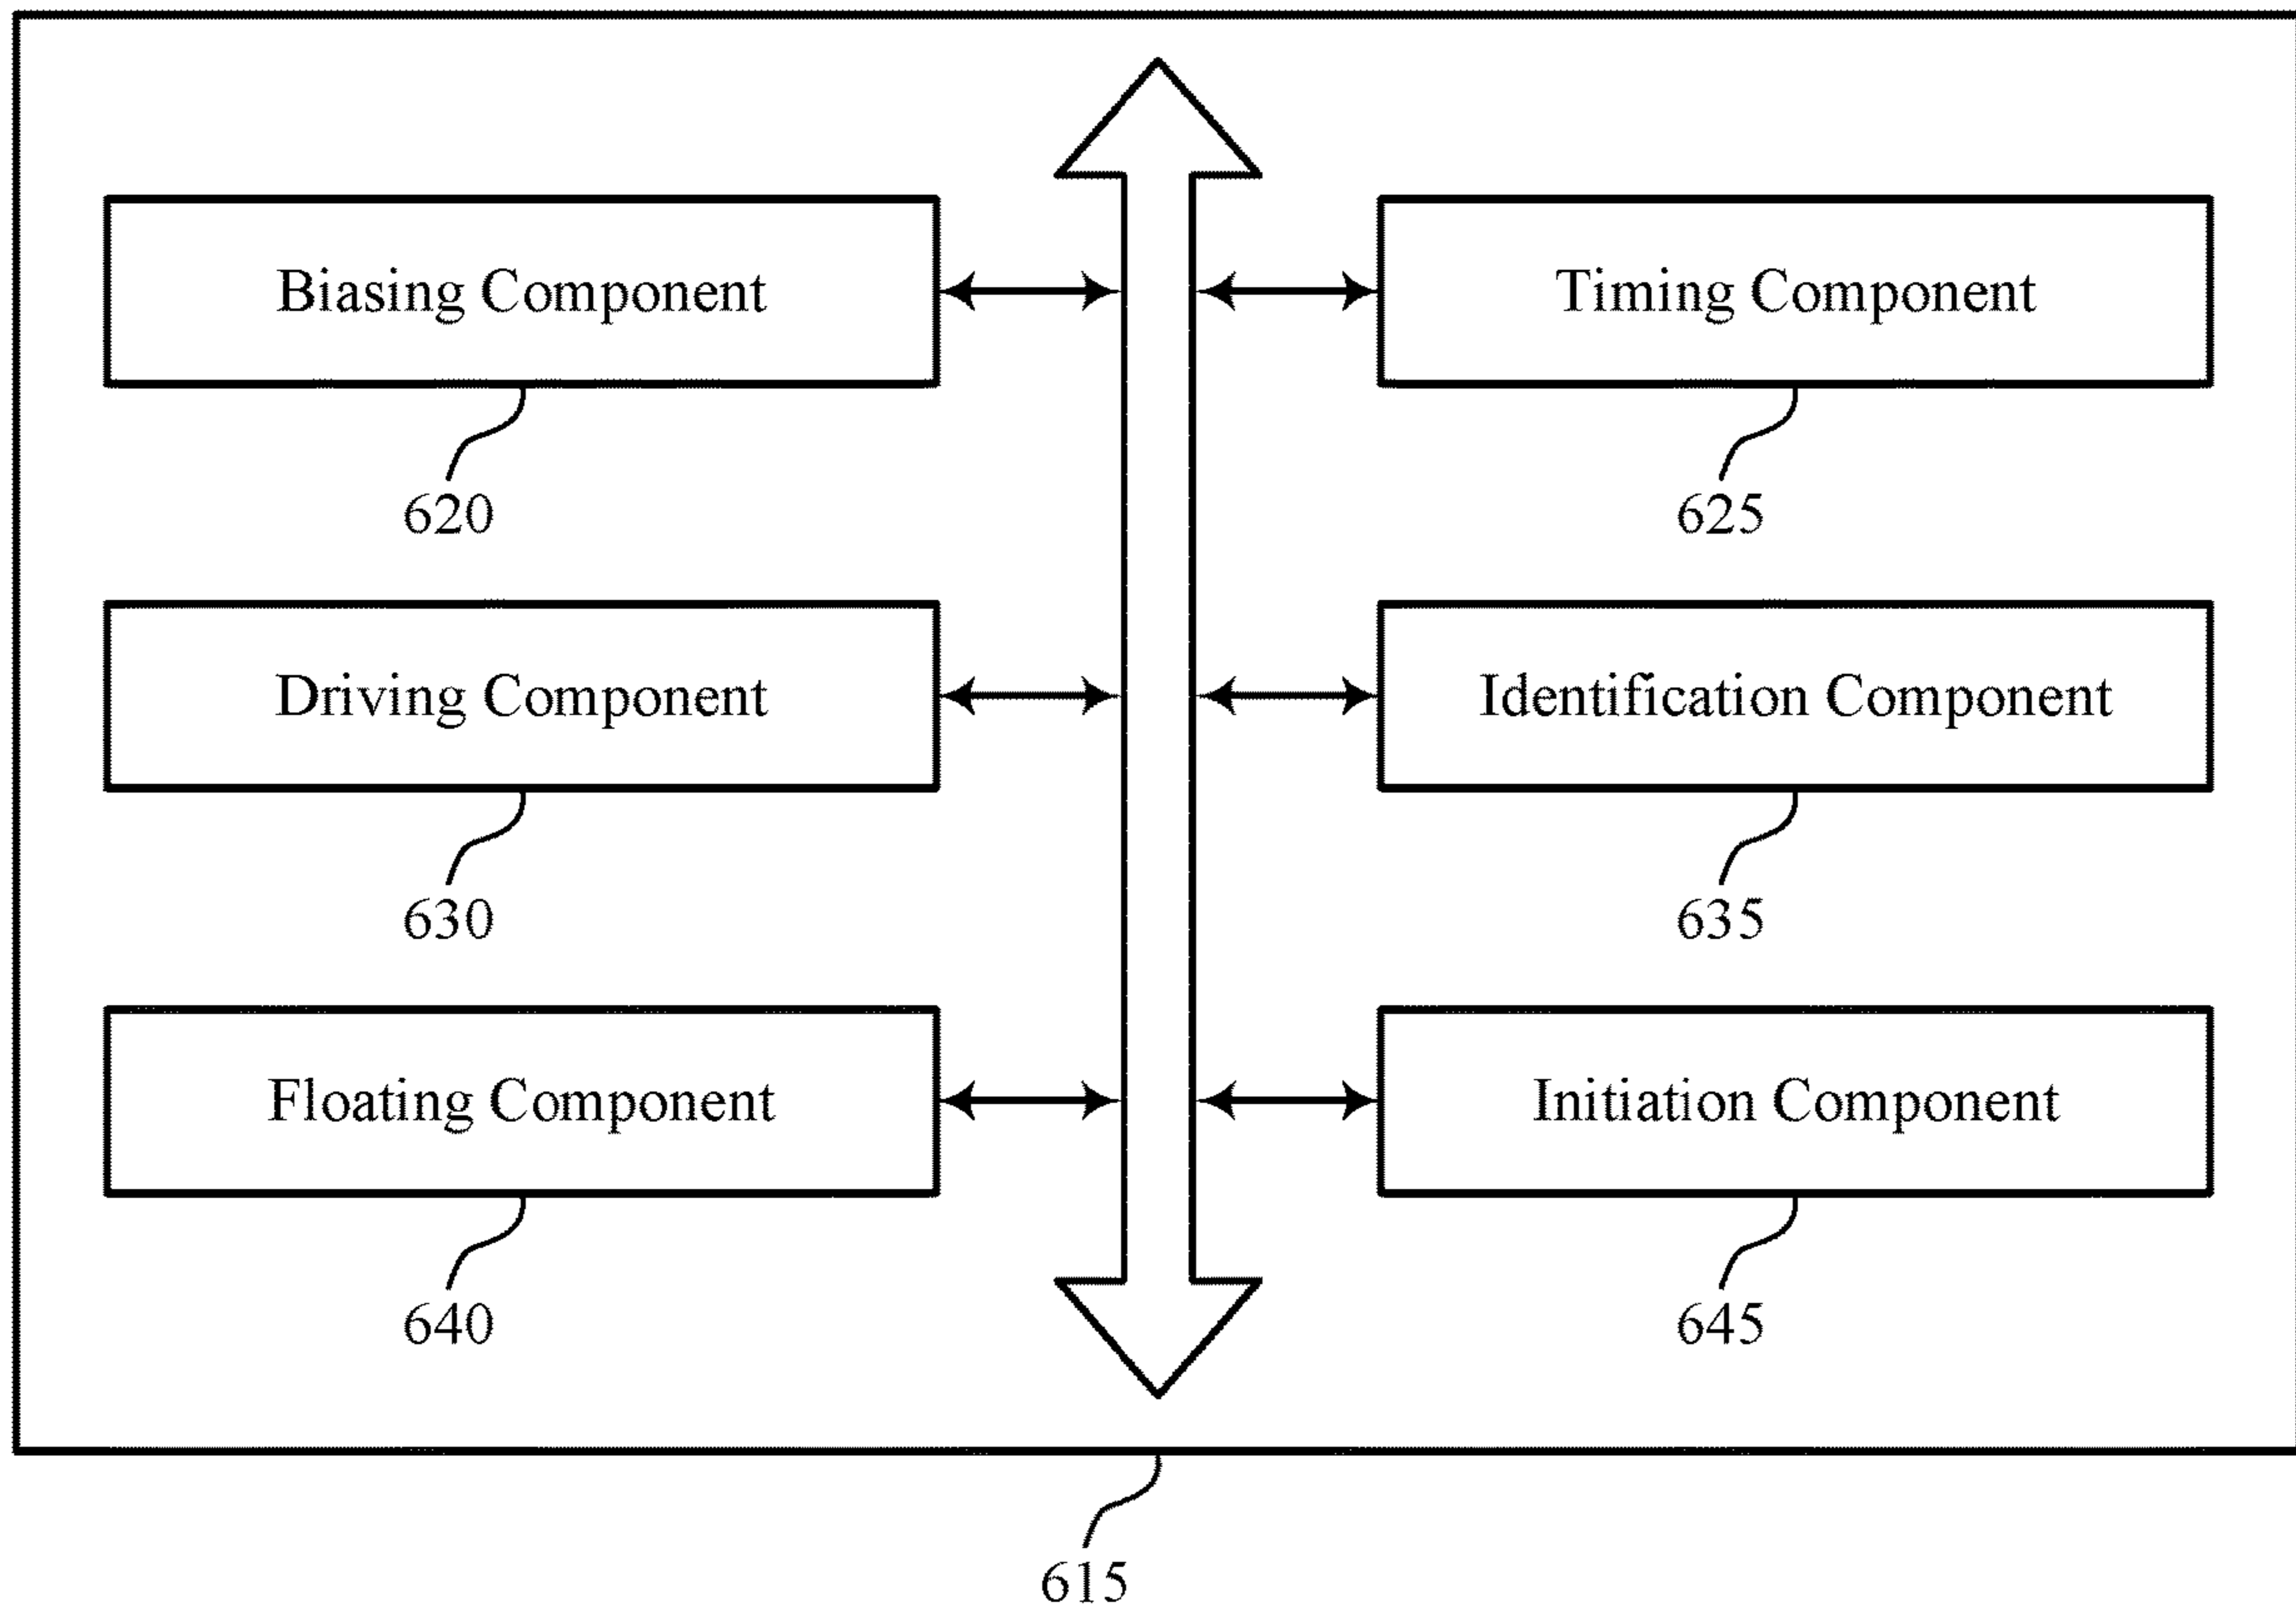 Biasing Component
Timing Component
620
625
Driving Component
Identification Component
630
635
Floating Component
Initiation Component
640
645
615